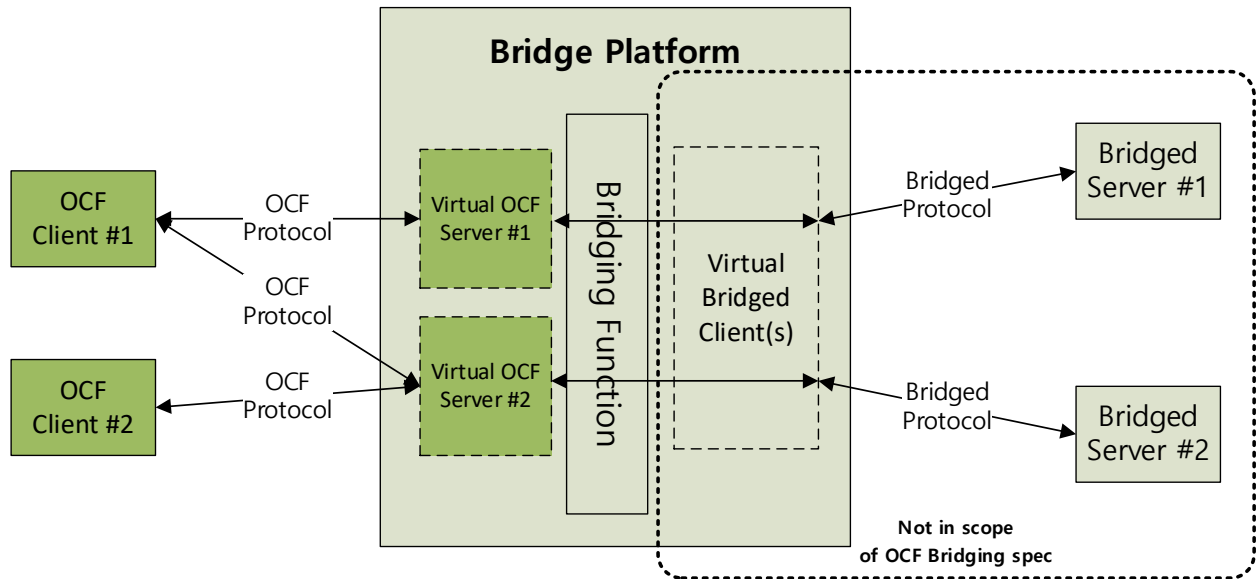 Bridge Platform
OCF
Client #1
OCF
Protocol
Virtual OCF
Server #1
Bridging Function
Virtual
Bridged
Client(s)
Bridged
Protocol
Bridged
Server #1
OCF
Protocol
OCF
Client #2
OCF
Protocol
Virtual OCF
Server #2
Bridged
Protocol
Bridged
Server #2
Not in scope
of OCF Bridging spec